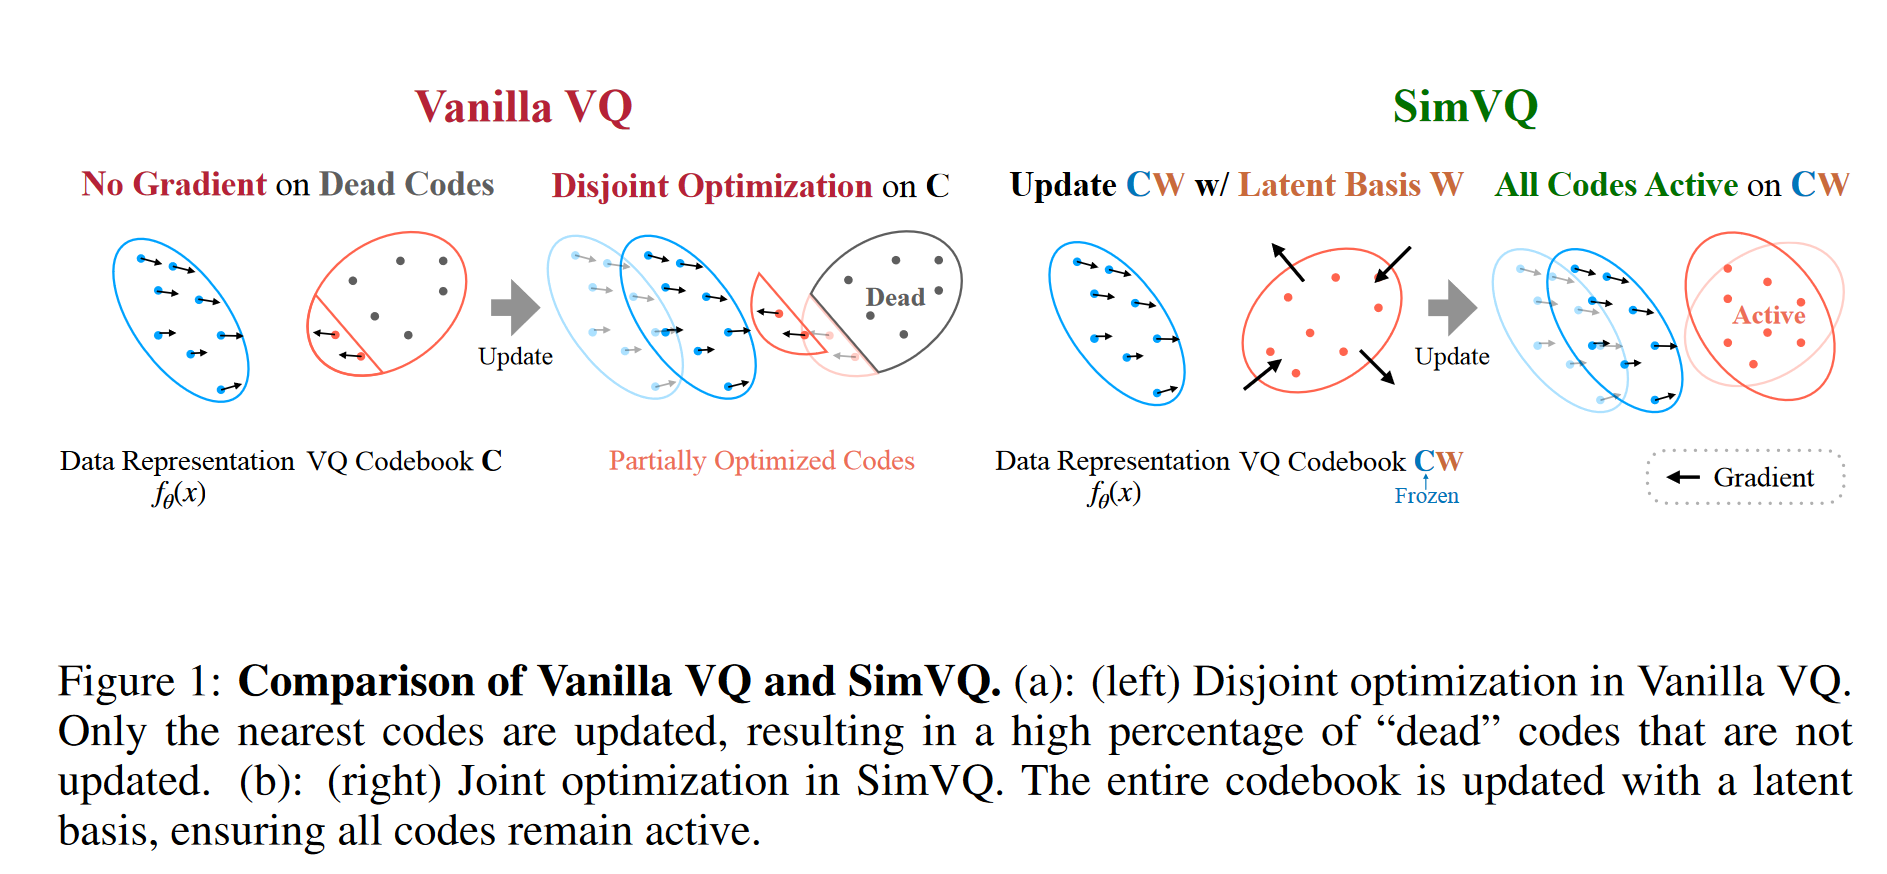 Vanilla VQ
SimVQ
No Gradient on Dead Codes
Disjoint Optimization on C
Update CW w/ Latent Basis W
All Codes Active on CW
Dead
Active
Update
Update
Data Representation
fθ(x)
VQ Codebook C
Partially Optimized Codes
Data Representation
fθ(x)
VQ Codebook CW
Frozen
Gradient
Figure 1: Comparison of Vanilla VQ and SimVQ. (a): (left) Disjoint optimization in Vanilla VQ.
Only the nearest codes are updated, resulting in a high percentage of “dead” codes that are not
updated. (b): (right) Joint optimization in SimVQ. The entire codebook is updated with a latent
basis, ensuring all codes remain active.